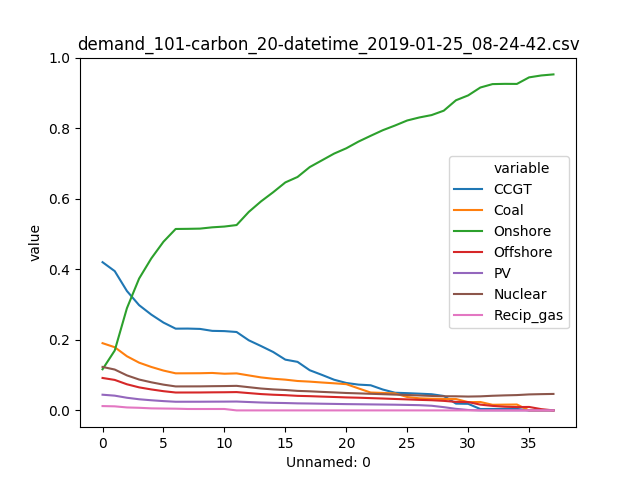 demand_101-carbon_20-datetime_2019-01-25_08-24-42.csv
1.0
0.8
0.6
0.4
0.2
0.0
value
variable
CCGT
Coal
Onshore
Offshore
PV
Nuclear
Recip_gas
0 5 10 15 20 25 30 35
Unnamed: 0